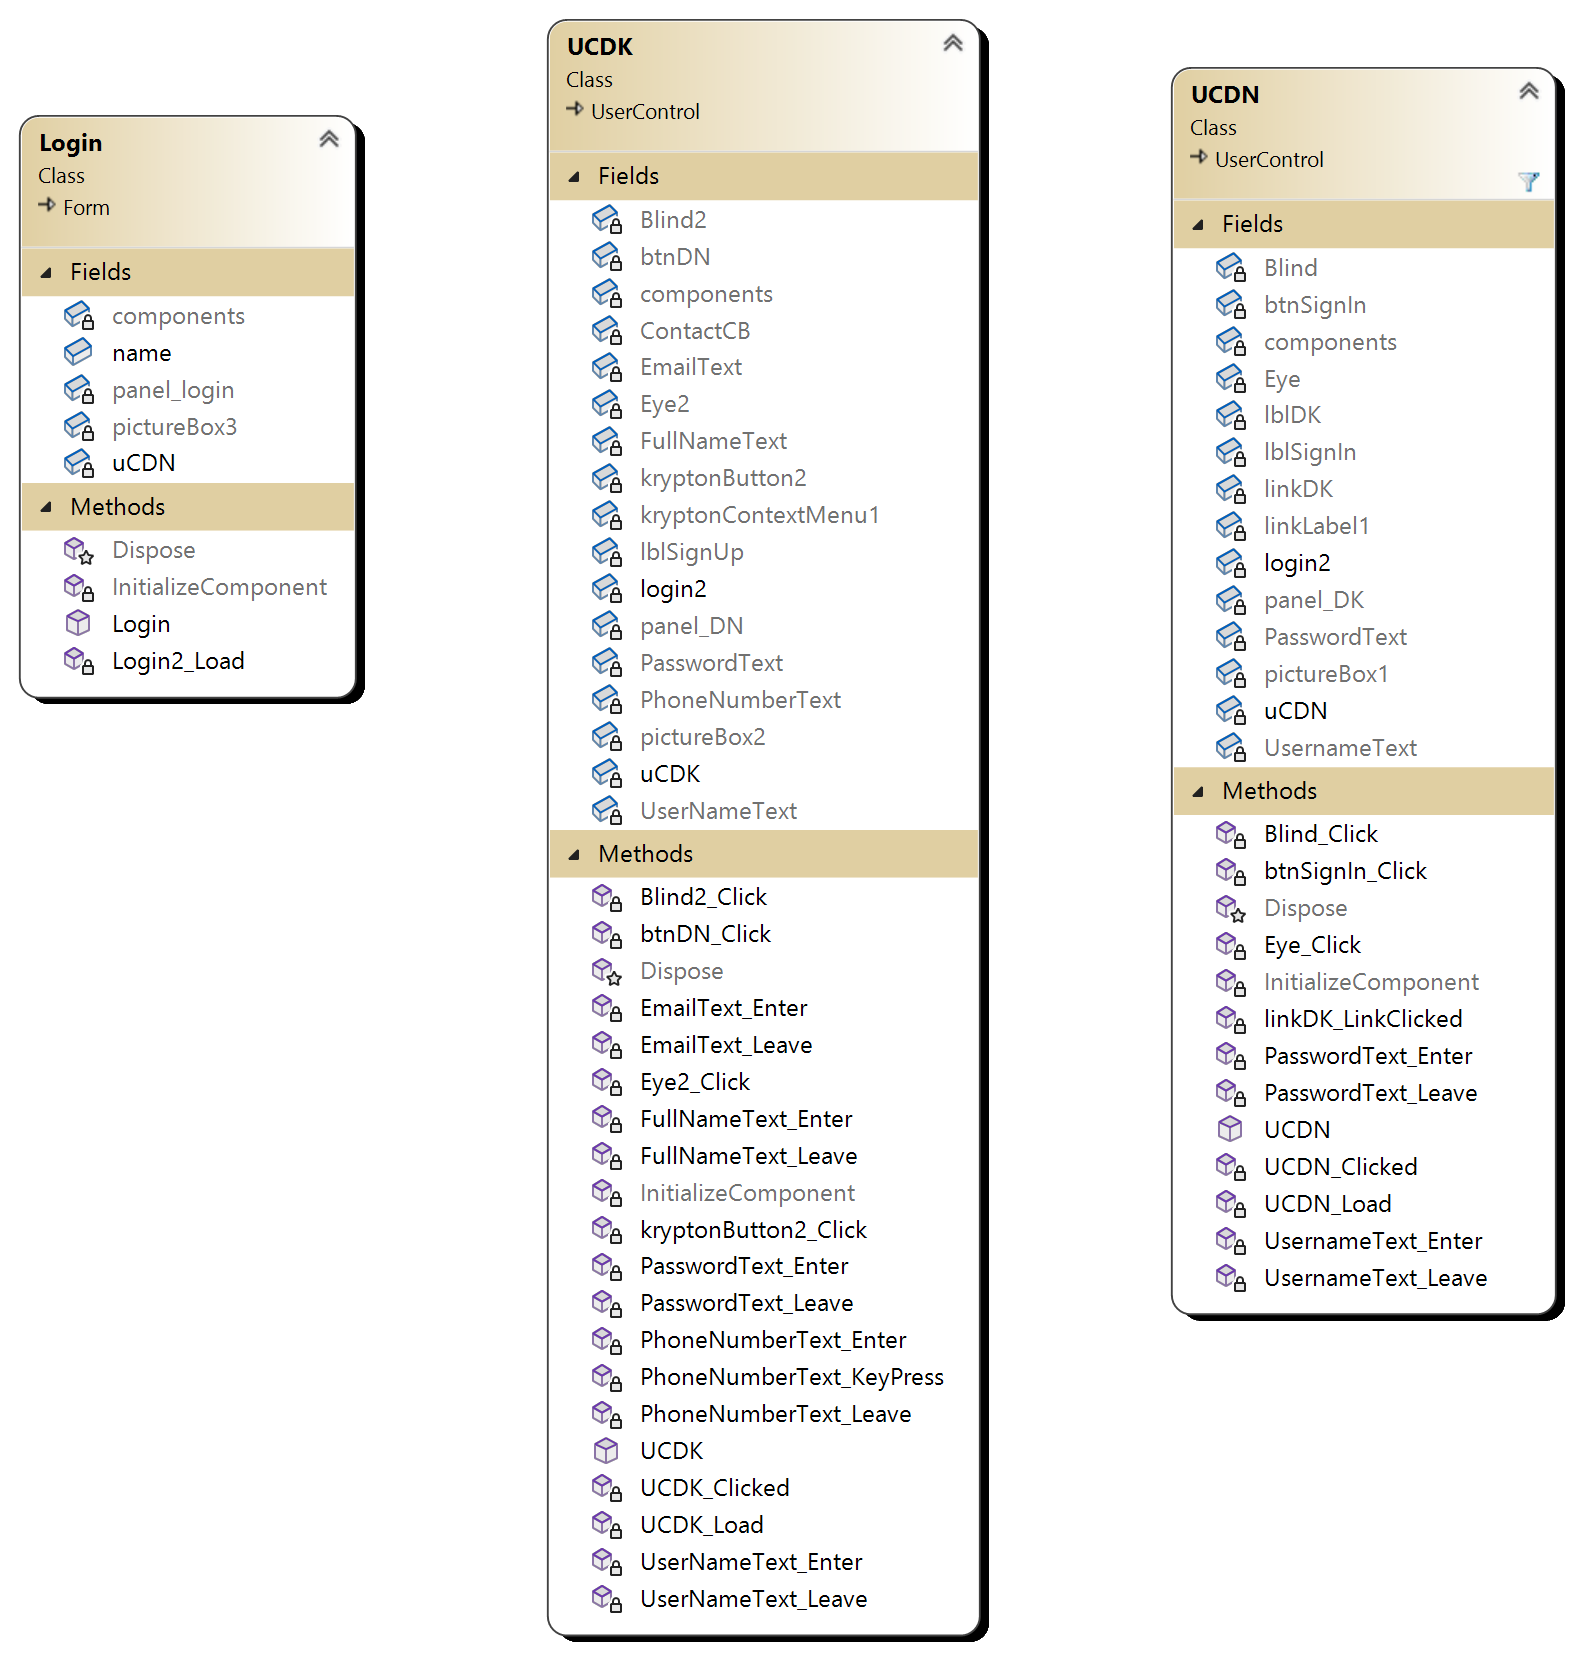 Login
Class
Form
Fields
components
name
panel_login
pictureBox3
uCDN
Methods
Dispose
InitializeComponent
Login
Login2_Load
UCDK
Class
UserControl
Fields
Blind2
btnDN
components
ContactCB
EmailText
Eye2
FullNameText
kryptonButton2
kryptonContextMenu1
lblSignUp
login2
panel_DN
PasswordText
PhoneNumberText
pictureBox2
uCDK
UserNameText
Methods
Blind2_Click
btnDN_Click
Dispose
EmailText_Enter
EmailText_Leave
Eye2_Click
FullNameText_Enter
FullNameText_Leave
InitializeComponent
kryptonButton2_Click
PasswordText_Enter
PasswordText_Leave
PhoneNumberText_Enter
PhoneNumberText_KeyPress
PhoneNumberText_Leave
UCDK
UCDK_Clicked
UCDK_Load
UserNameText_Enter
UserNameText_Leave
UCDN
Class
UserControl
Fields
Blind
btnSignIn
components
Eye
lblDK
lblSignIn
linkDK
linkLabel1
login2
panel_DK
PasswordText
pictureBox1
uCDN
UsernameText
Methods
Blind_Click
btnSignIn_Click
Dispose
Eye_Click
InitializeComponent
linkDK_LinkClicked
PasswordText_Enter
PasswordText_Leave
UCDN
UCDN_Clicked
UCDN_Load
UsernameText_Enter
UsernameText_Leave